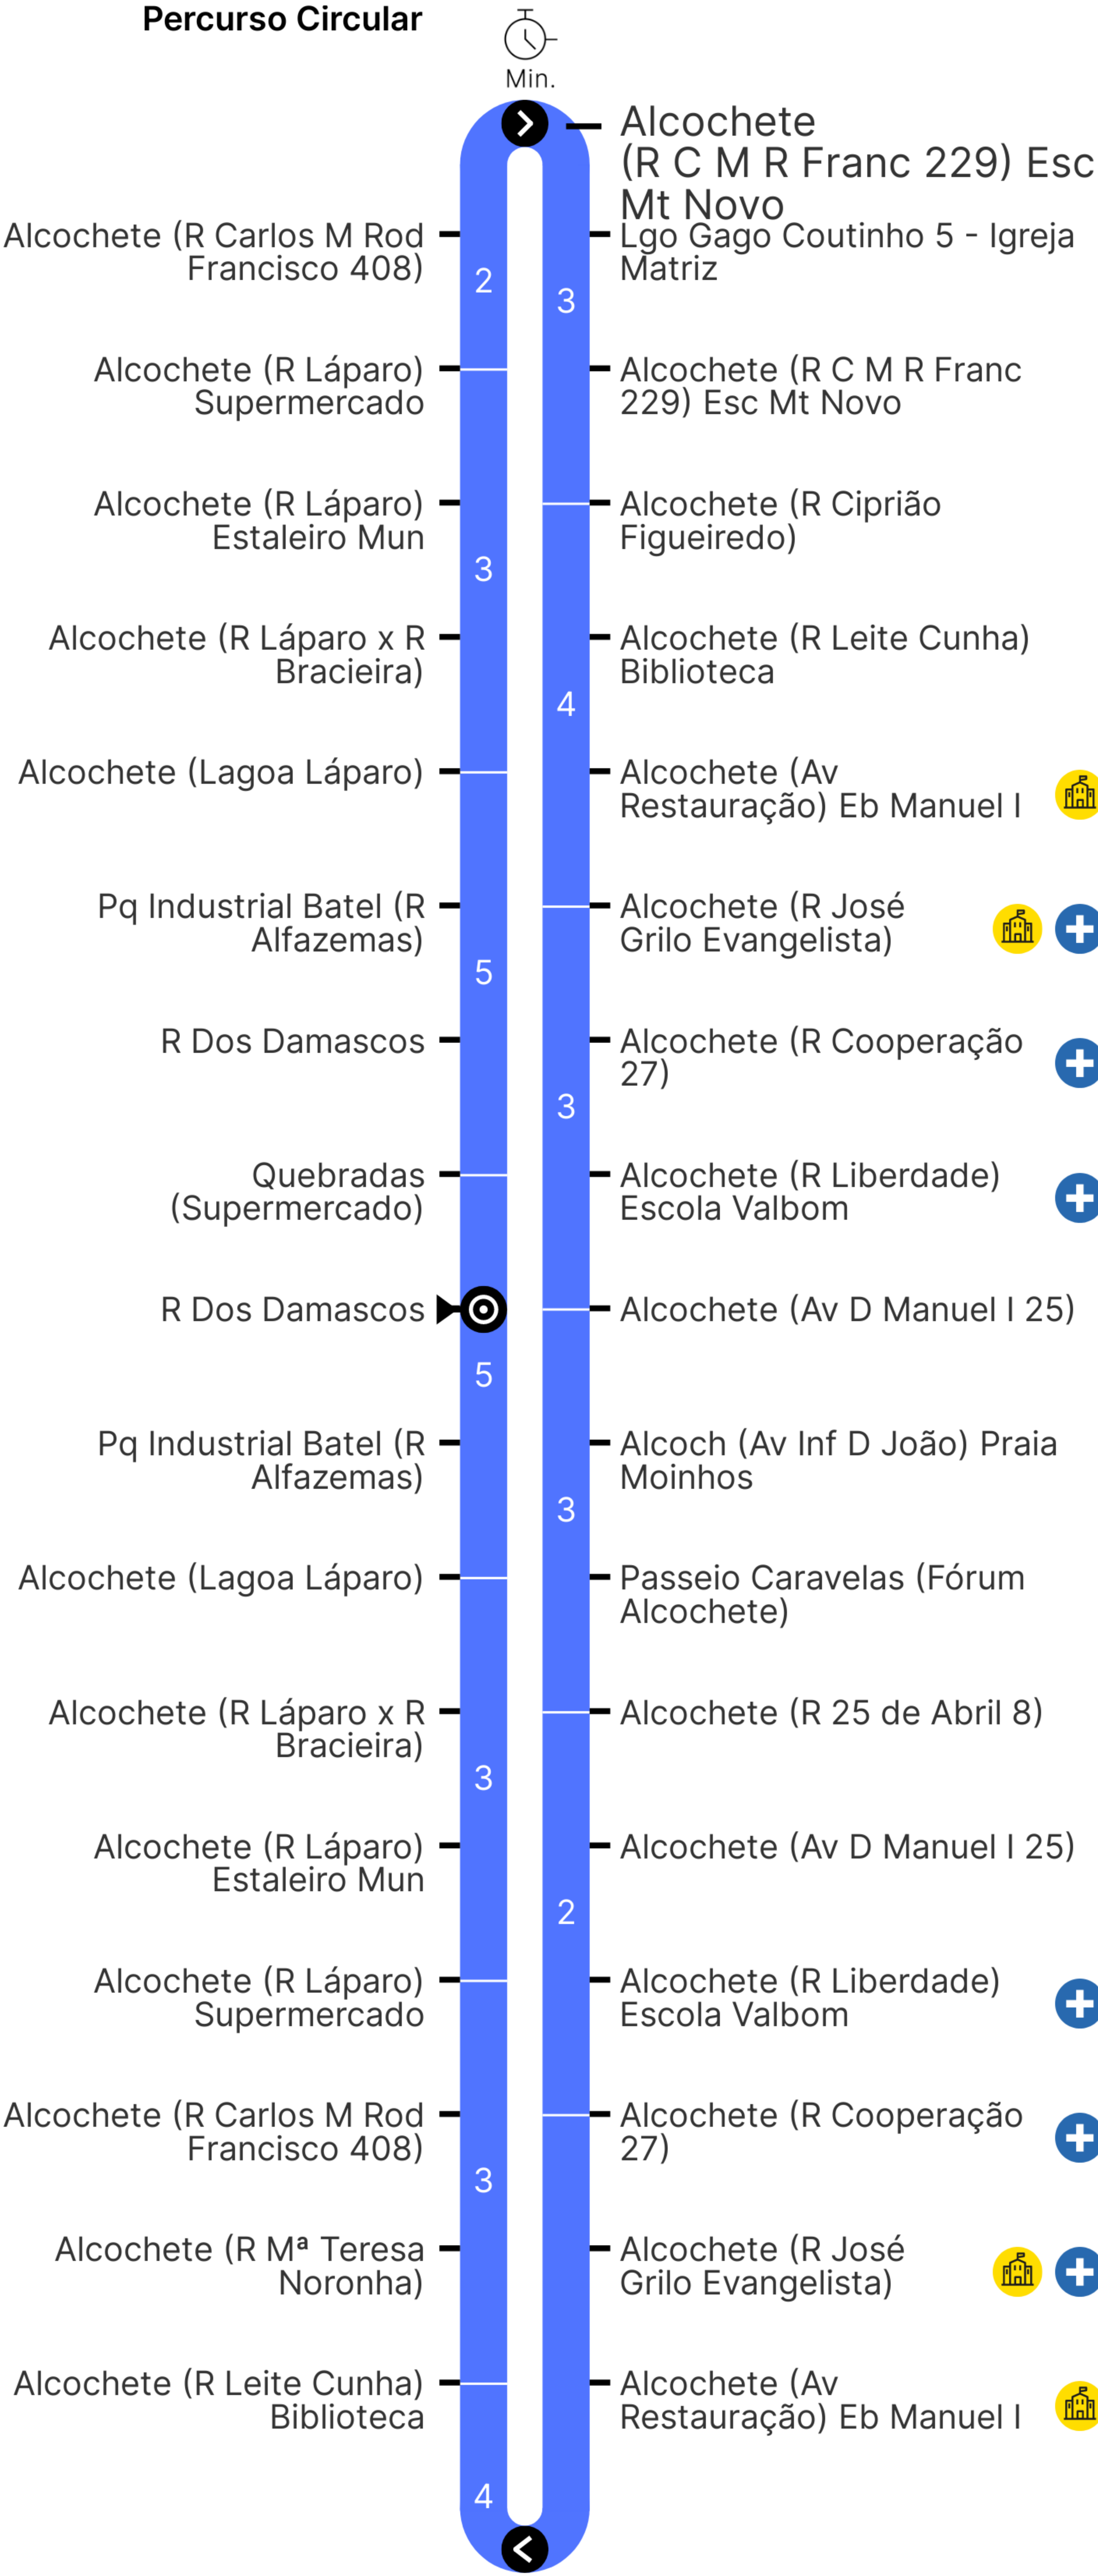 Percurso Circular
Min.
Alcochete
(R C M R Franc 229) Esc
Mt Novo
Alcochete (R Carlos M Rod
Francisco 408)
2
Lgo Gago Coutinho 5 - Igreja
Matriz
3
Alcochete (R Láparo)
Supermercado
Alcochete (R C M R Franc
229) Esc Mt Novo
Alcochete (R Láparo)
Estaleiro Mun
3
Alcochete (R Ciprião
Figueiredo)
Alcochete (R Láparo x R
Bracieira)
Alcochete (R Leite Cunha)
Biblioteca
4
Alcochete (Lagoa Láparo)
Alcochete (Av
Restauração) Eb Manuel I
Pq Industrial Batel (R
Alfazemas)
5
Alcochete (R José
Grilo Evangelista)
R Dos Damascos
Alcochete (R Cooperação
27)
3
Quebradas
(Supermercado)
Alcochete (R Liberdade)
Escola Valbom
R Dos Damascos
5
Alcochete (Av D Manuel I 25)
Pq Industrial Batel (R
Alfazemas)
Alcoch (Av Inf D João) Praia
Moinhos
3
Alcochete (Lagoa Láparo)
Passeio Caravelas (Fórum
Alcochete)
Alcochete (R Láparo x R
Bracieira)
3
Alcochete (R 25 de Abril 8)
Alcochete (R Láparo)
Estaleiro Mun
Alcochete (Av D Manuel I 25)
2
Alcochete (R Láparo)
Supermercado
Alcochete (R Liberdade)
Escola Valbom
Alcochete (R Carlos M Rod
Francisco 408)
3
Alcochete (R Cooperação
27)
Alcochete (R Mª Teresa
Noronha)
Alcochete (R José
Grilo Evangelista)
Alcochete (R Leite Cunha)
Biblioteca
Alcochete (Av
Restauração) Eb Manuel I
4